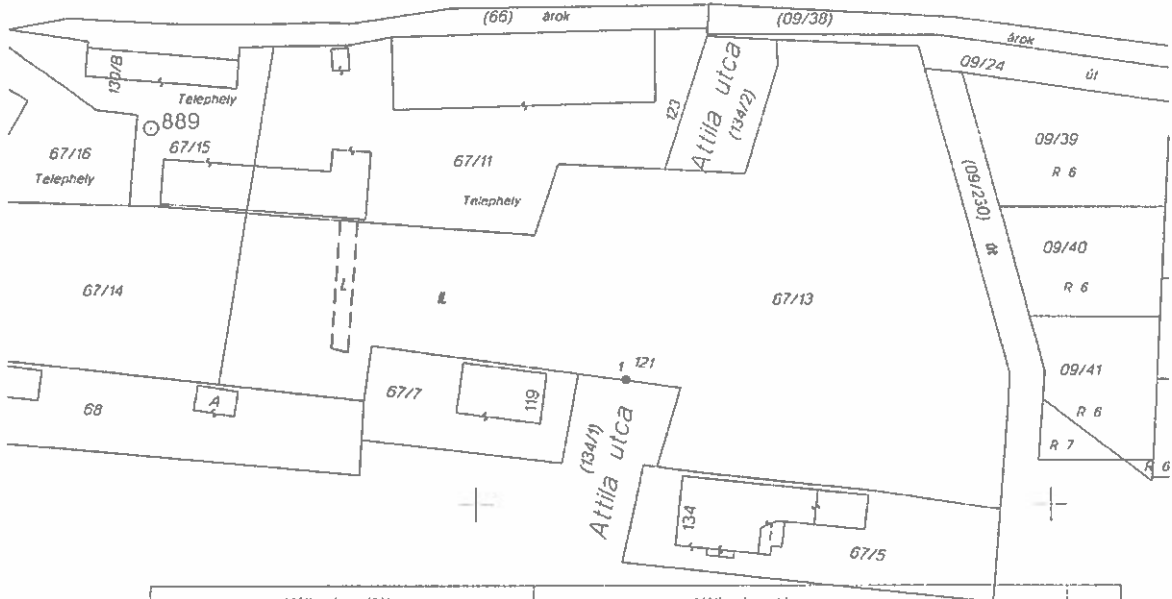 (66) árok
(09/38)
árok
09/24
út
130/B
Telephely
889
67/16
Telephely
67/15
67/11
Telephely
123
Attila utca
(134/2)
09/39
R 6
(09/230) út
09/40
R 6
67/14
67/13
09/41
R 6
R 7
R 6
68
A
67/7
119
1 121
(134/1)
Attila utca
134
67/5